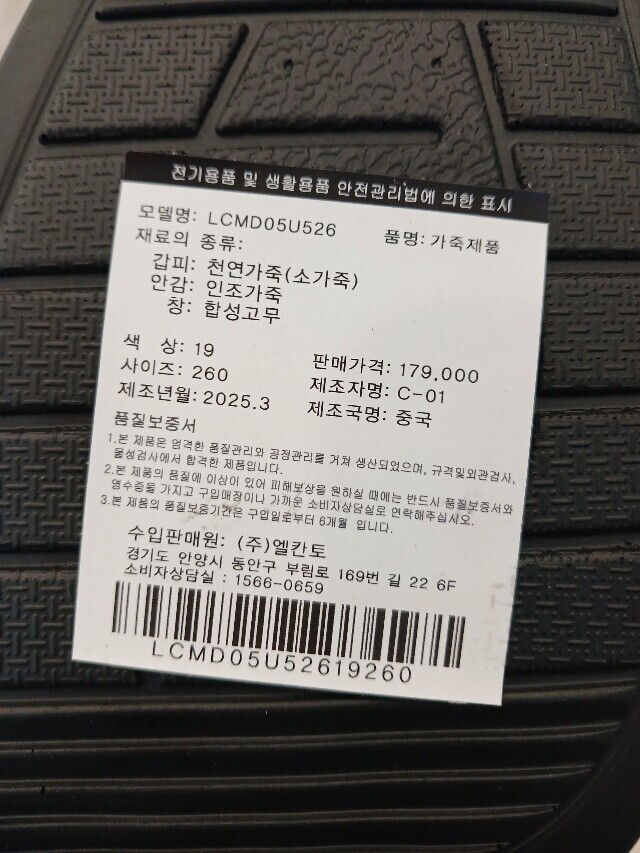 전기용품 및 생활용품 안전관리법에 의한 표시
모델명: LCMD05U526 품명: 가죽제품
재료의 종류:
갑피: 천연가죽(소가죽)
안감: 인조가죽
창: 합성고무
색 상: 19 판매가격: 179,000
사이즈: 260 제조자명: C-01
제조년월: 2025.3 제조국명: 중국
품질보증서
1.본 제품은 엄격한 품질관리와 공정관리를 거쳐 생산되었으며, 규격및외관검사,
물성검사에서 합격한 제품입니다.
2.본 제품의 품질에 이상이 있어 피해보상을 원하실 때에는 반드시 품질보증서와
영수증을 가지고 구입매장이나 가까운 소비자상담실로 연락해주십시오.
3.본 제품의 품질보증기간은 구입일로부터 6개월 입니다.
수입판매원: (주)엘칸토
경기도 안양시 동안구 부림로 169번 길 22 6F
소비자상담실 : 1566-0659
LCMD05U52619260